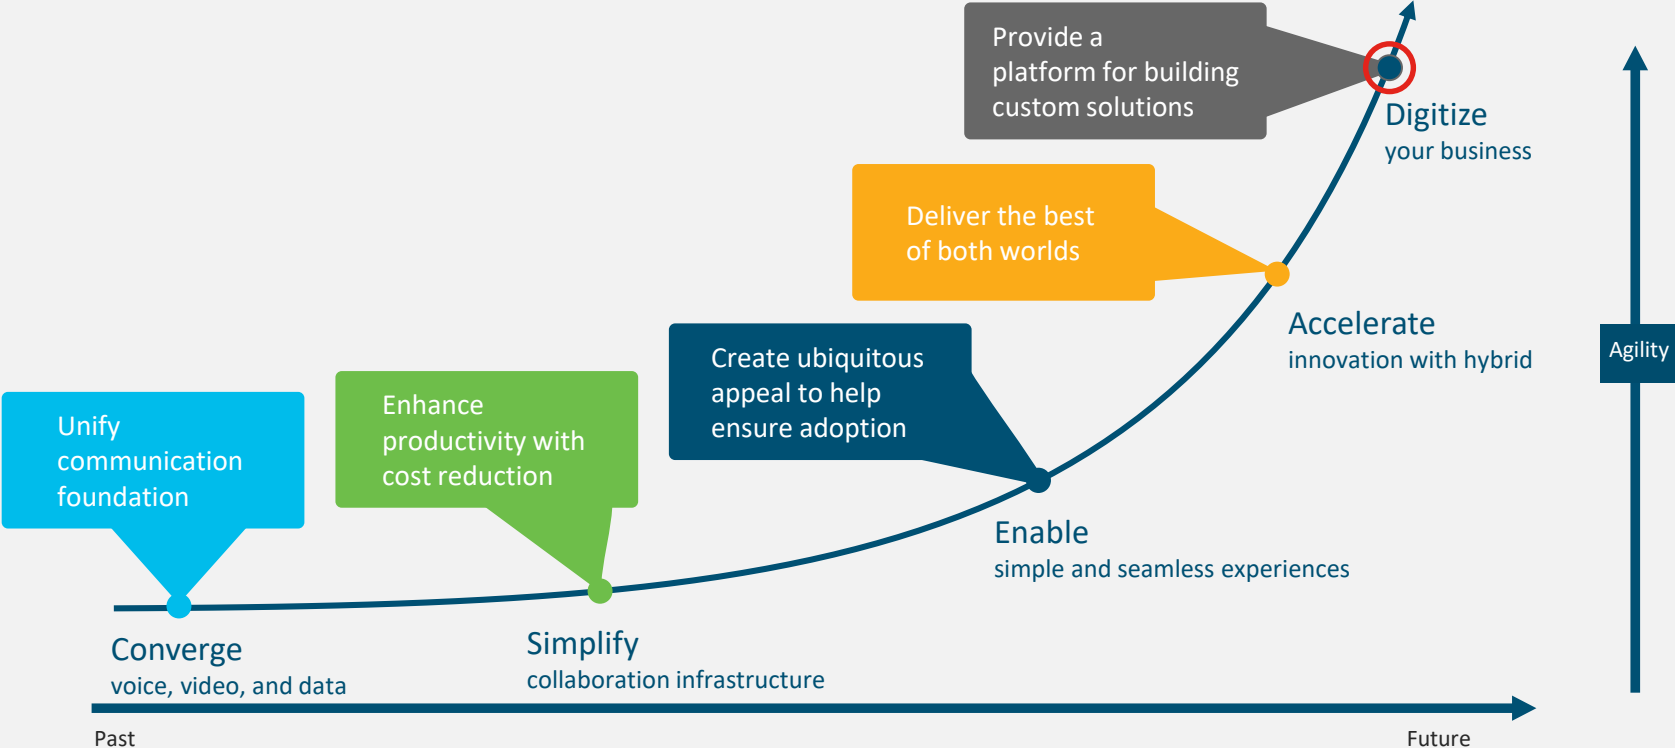 Provide a
platform for building
custom solutions
Digitize
your business
Deliver the best
of both worlds
Accelerate
innovation with hybrid
Agility
Create ubiquitous
appeal to help
ensure adoption
Enable
simple and seamless experiences
Enhance
productivity with
cost reduction
Simplify
collaboration infrastructure
Unify
communication
foundation
Converge
voice, video, and data
Past
Future